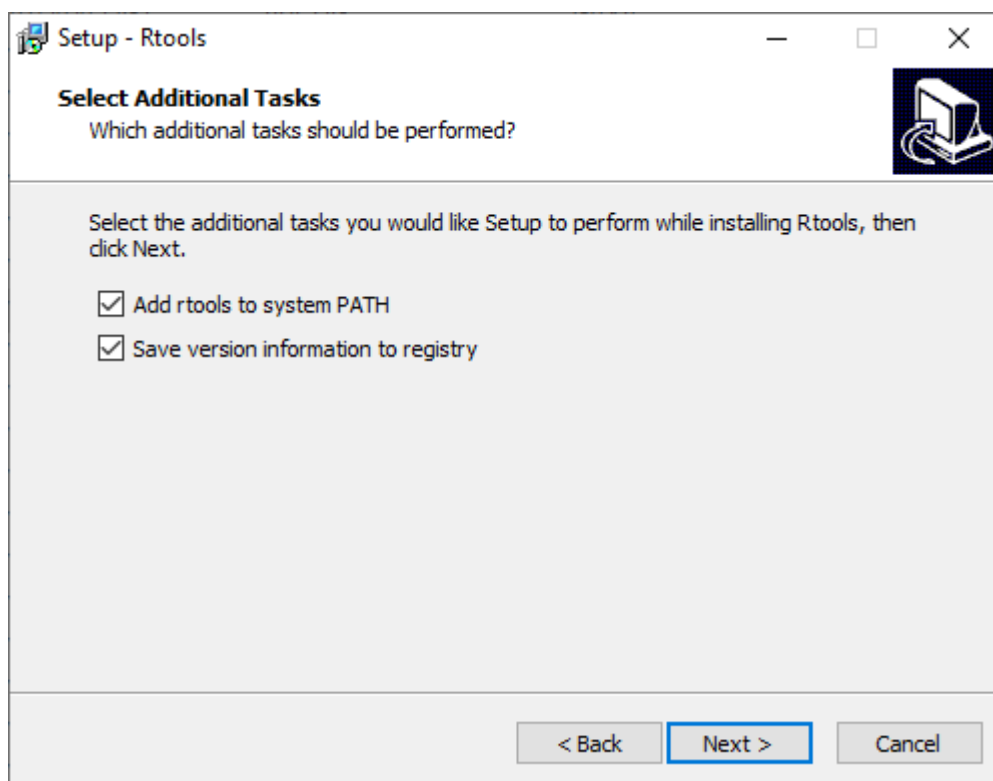 Setup - Rtools
Select Additional Tasks
Which additional tasks should be performed?
Select the additional tasks you would like Setup to perform while installing Rtools, then
click Next.
Add rtools to system PATH
Save version information to registry
< Back
Next >
Cancel